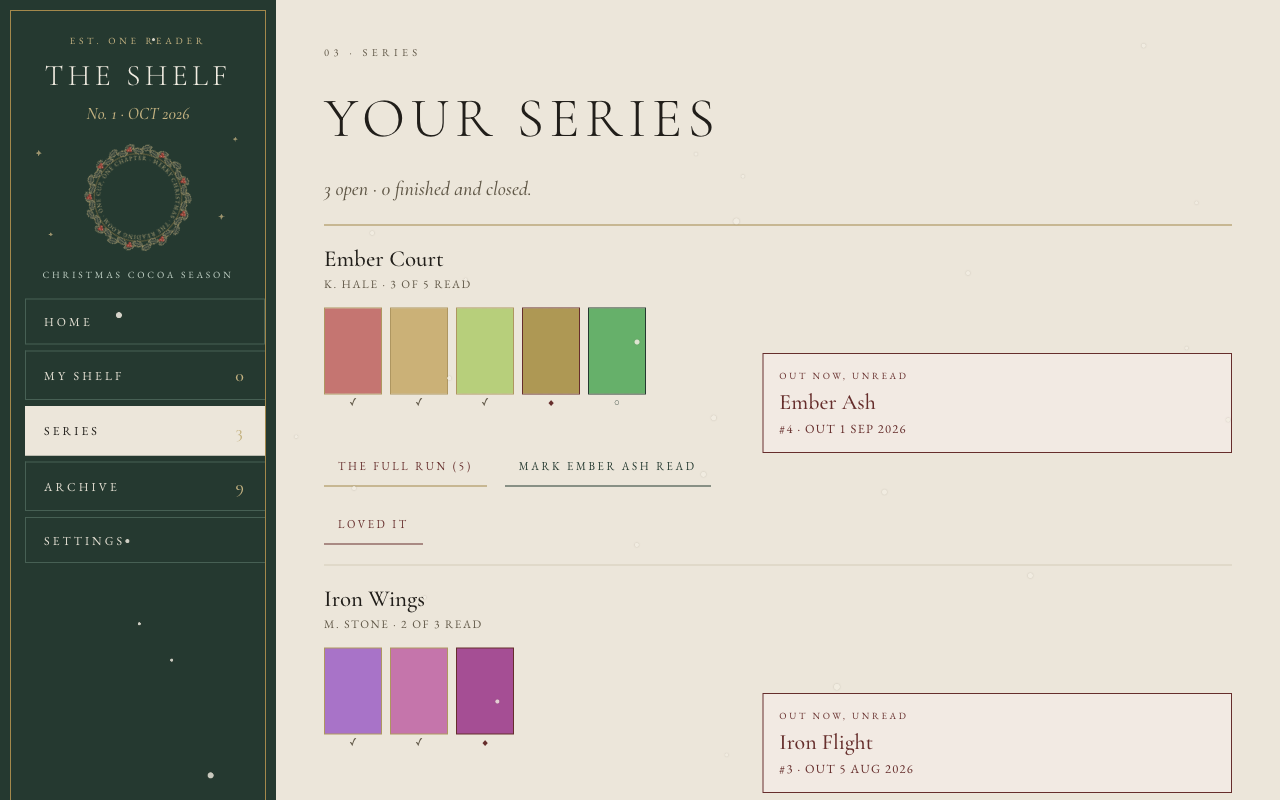 EST. ONE READER
THE SHELF
No. 1 · OCT 2026
CHRISTMAS COCOA SEASON
HOME
MY SHELF 0
SERIES 3
ARCHIVE 9
SETTINGS
03 · SERIES
YOUR SERIES
3 open · 0 finished and closed.
Ember Court
K. HALE · 3 OF 5 READ
OUT NOW, UNREAD
Ember Ash
#4 · OUT 1 SEP 2026
THE FULL RUN (5)
MARK EMBER ASH READ
LOVED IT
Iron Wings
M. STONE · 2 OF 3 READ
OUT NOW, UNREAD
Iron Flight
#3 · OUT 5 AUG 2026